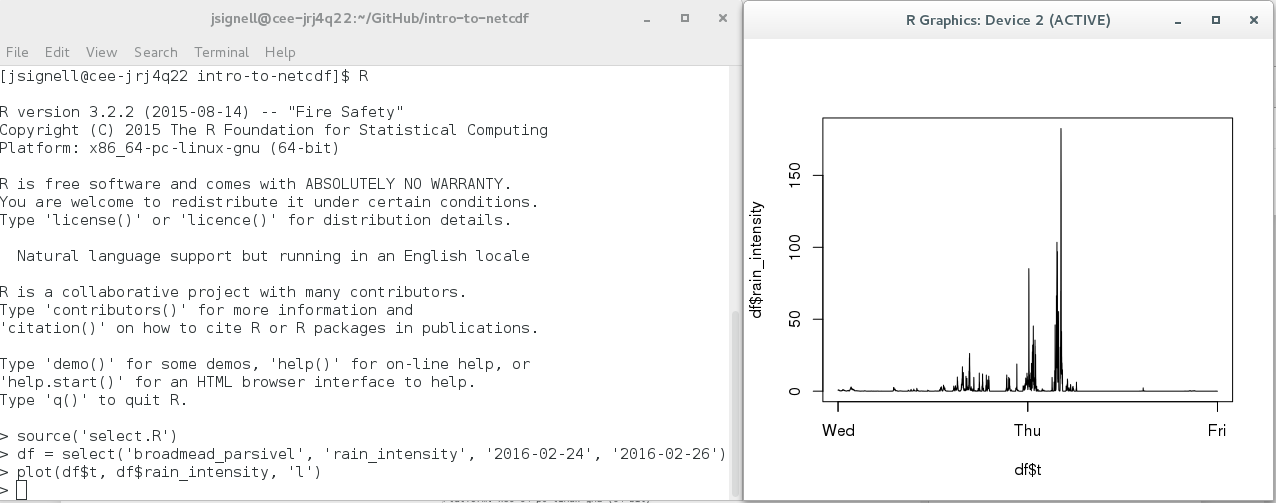 jsignell@cee-jrj4q22:~/GitHub/intro-to-netcdf
File Edit View Search Terminal Help
[jsignell@cee-jrj4q22 intro-to-netcdf]$ R
R version 3.2.2 (2015-08-14) -- "Fire Safety"
Copyright (C) 2015 The R Foundation for Statistical Computing
Platform: x86_64-pc-linux-gnu (64-bit)
R is free software and comes with ABSOLUTELY NO WARRANTY.
You are welcome to redistribute it under certain conditions.
Type 'license()' or 'licence()' for distribution details.
Natural language support but running in an English locale
R is a collaborative project with many contributors.
Type 'contributors()' for more information and
'citation()' on how to cite R or R packages in publications.
Type 'demo()' for some demos, 'help()' for on-line help, or
'help.start()' for an HTML browser interface to help.
Type 'q()' to quit R.
> source('select.R')
> df = select('broadmead_parsivel', 'rain_intensity', '2016-02-24', '2016-02-26')
> plot(df$t, df$rain_intensity, 'l')
>
R Graphics: Device 2 (ACTIVE)
df$rain_intensity
150
100
50
0
Wed Thu Fri
df$t